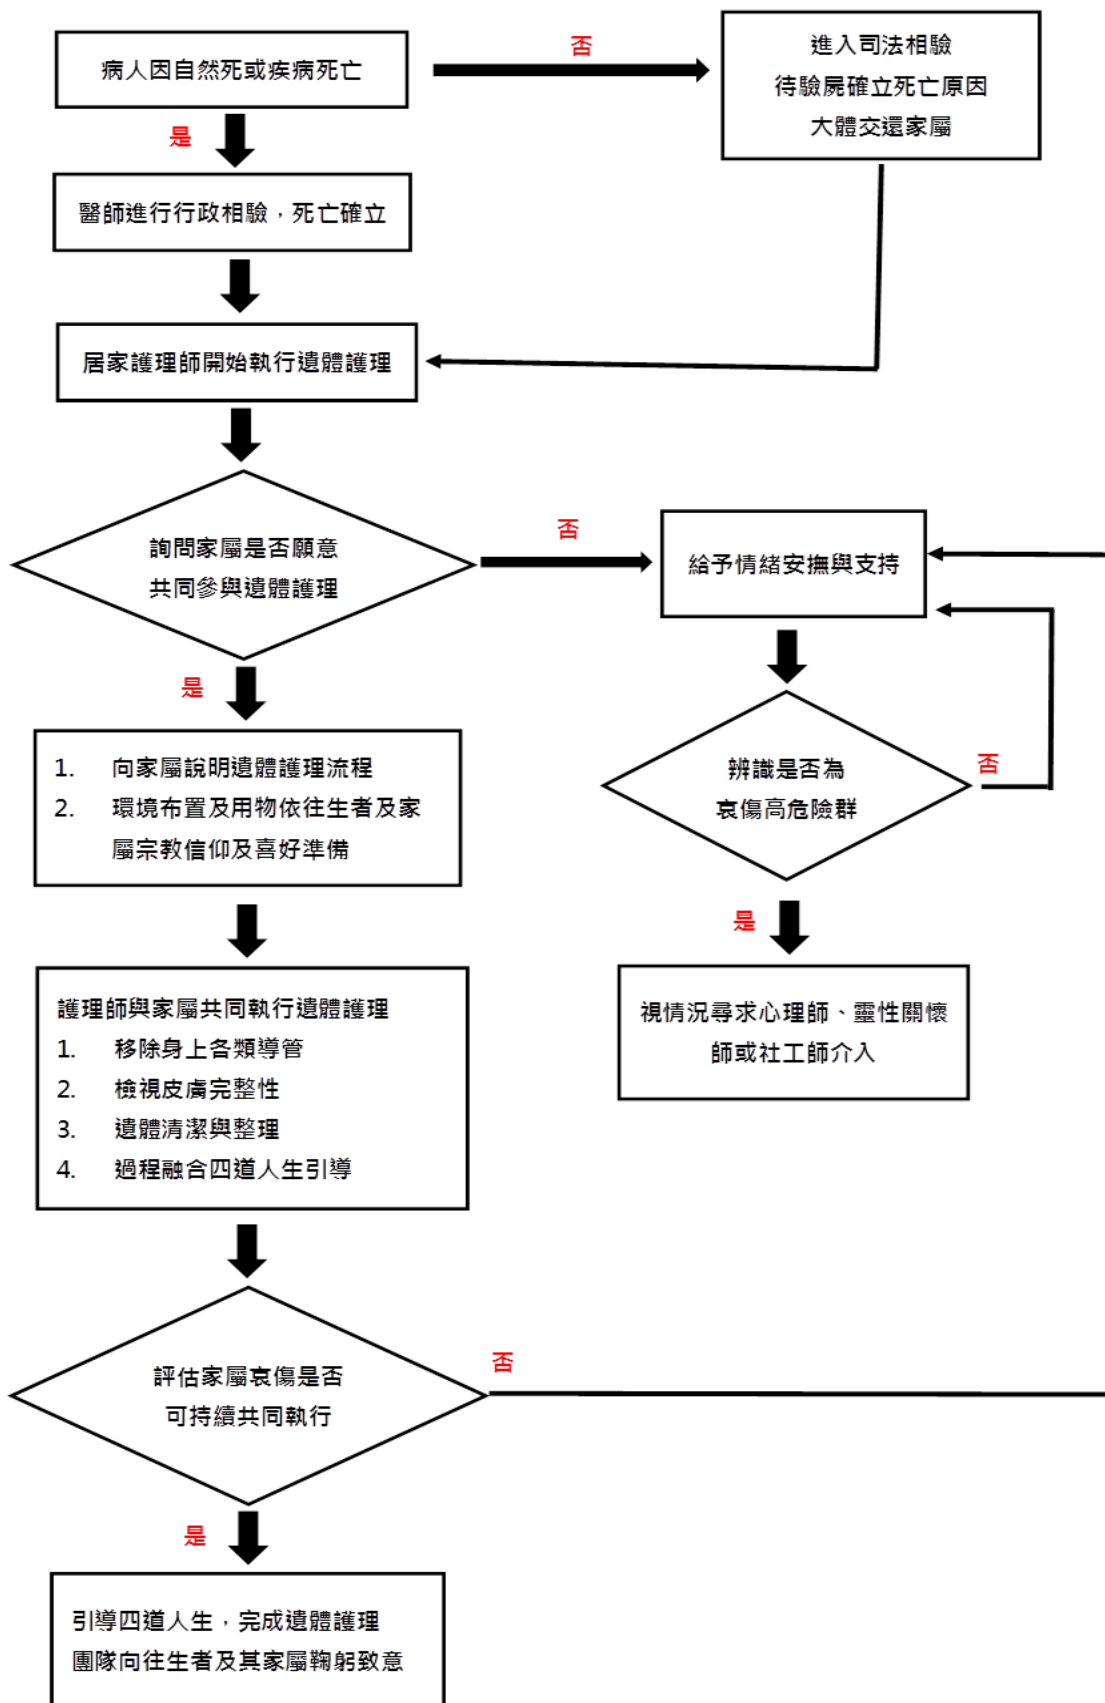 病人因自然死或疾病死亡
否
進入司法相驗
待驗屍確立死亡原因
大體交還家屬
是
醫師進行行政相驗，死亡確立
居家護理師開始執行遺體護理
詢問家屬是否願意
共同參與遺體護理
否
給予情緒安撫與支持
是
1. 向家屬說明遺體護理流程
2. 環境布置及用物依往生者及家
屬宗教信仰及喜好準備
辨識是否為
哀傷高危險群
否
是
視情況尋求心理師、靈性關懷
師或社工師介入
護理師與家屬共同執行遺體護理
1. 移除身上各類導管
2. 檢視皮膚完整性
3. 遺體清潔與整理
4. 過程融合四道人生引導
評估家屬哀傷是否
可持續共同執行
否
是
引導四道人生，完成遺體護理
團隊向往生者及其家屬鞠躬致意